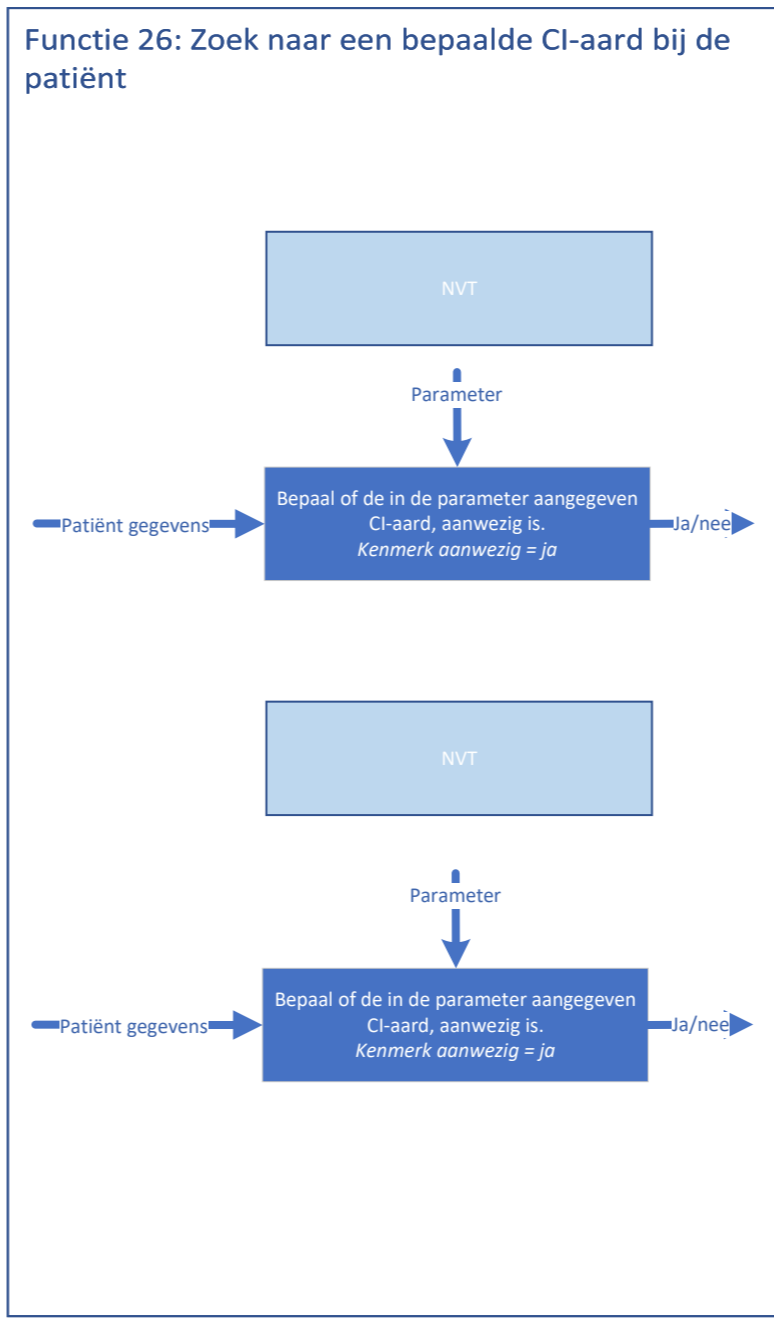 Functie 26: Zoek naar een bepaalde CI-aard bij de
patiënt
NVT
Parameter
Bepaal of de in de parameter aangegeven
CI-aard, aanwezig is.
Kenmerk aanwezig = ja
Patiënt gegevens
Ja/nee
NVT
Parameter
Bepaal of de in de parameter aangegeven
CI-aard, aanwezig is.
Kenmerk aanwezig = ja
Patiënt gegevens
Ja/nee